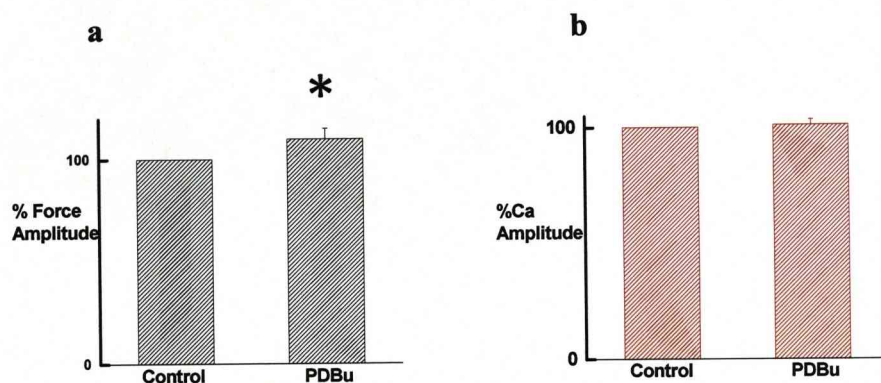 a
*
100
% Force
Amplitude
0
Control PDBu
b
100
%Ca
Amplitude
0
Control PDBu